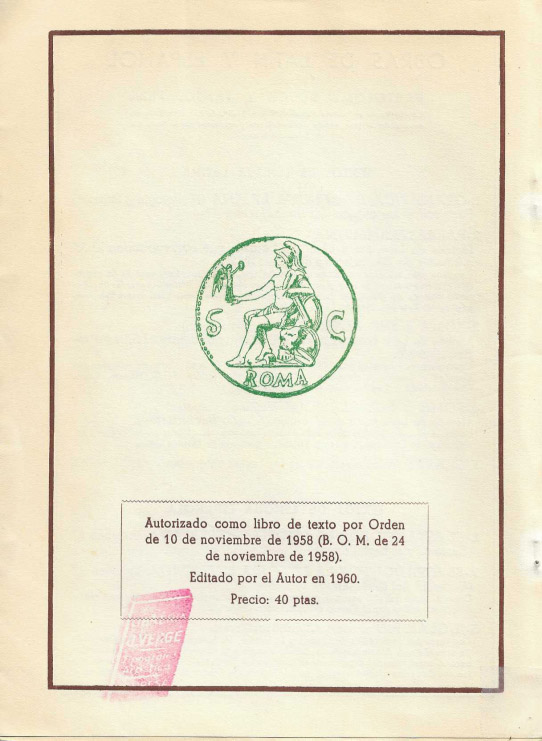 S C
ROMA
Autorizado como libro de texto por Orden
de 10 de noviembre de 1958 (B. O. M. de 24
de noviembre de 1958).
Editado por el Autor en 1960.
Precio: 40 ptas.
J.VERGE